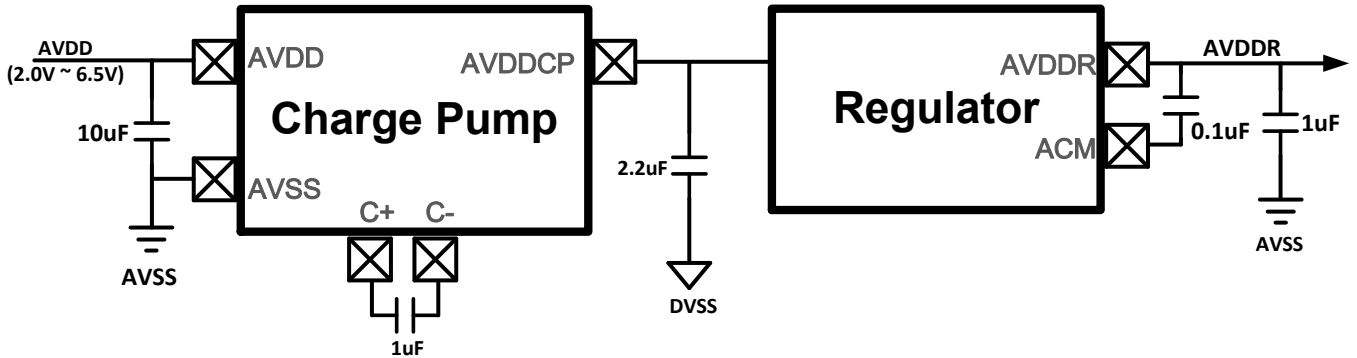 AVDD
(2.0V ~ 6.5V)
10uF
AVSS
AVDD
AVDDCP
Charge Pump
AVSS
C+ C-
1uF
2.2uF
DVSS
AVDDR
Regulator
ACM
AVDDR
0.1uF
1uF
AVSS